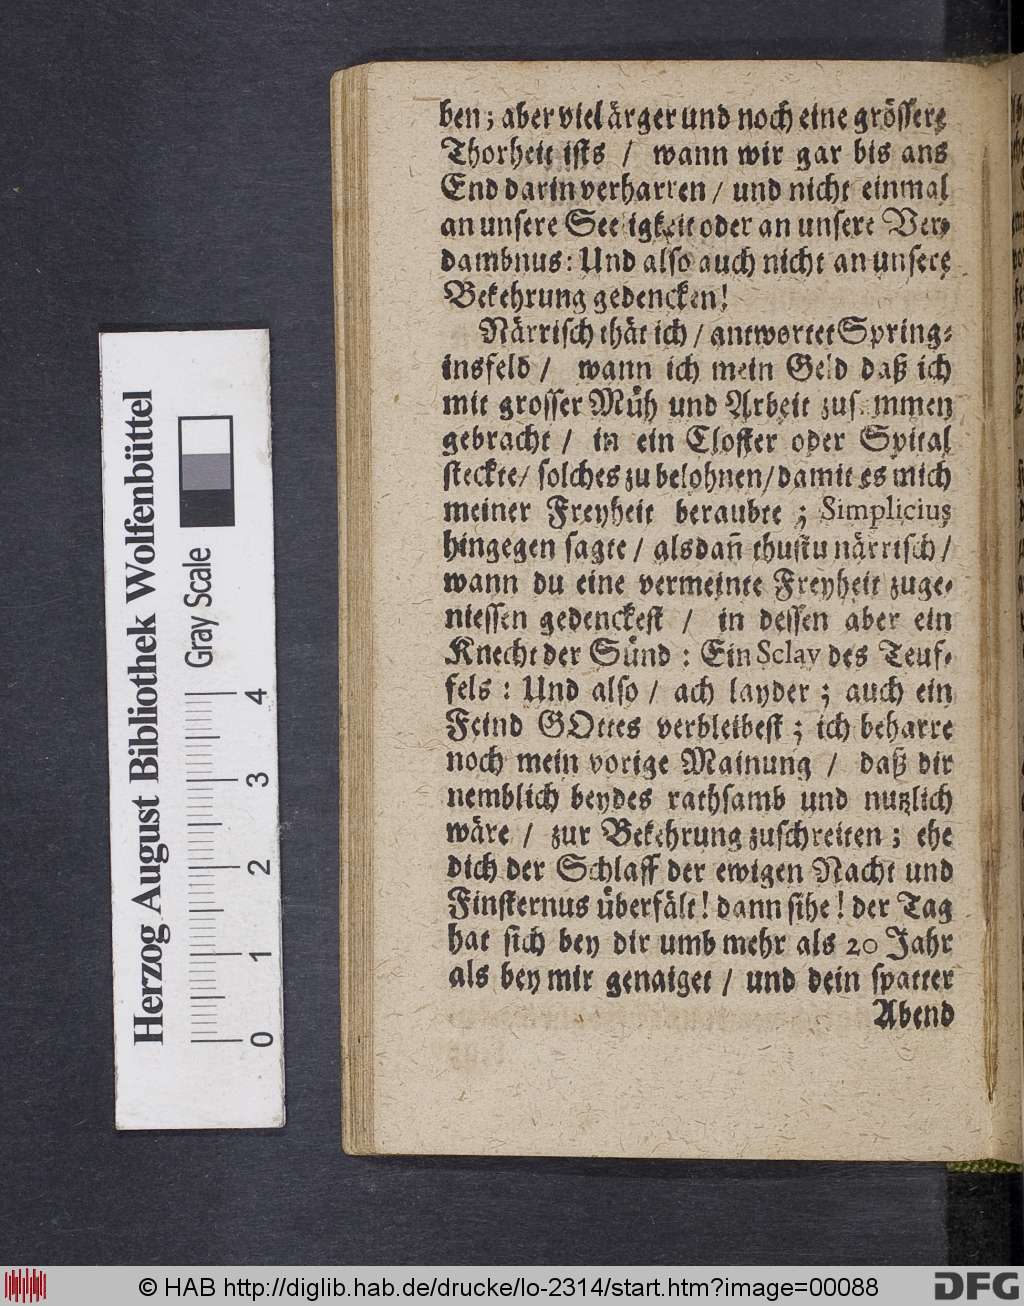 ben; aber viel ärger und noch eine grössere
Thorheit ists / wann wir gar bis ans
End darin verharren / und nicht einmal
an unsere See igkeit oder an unsere Ver-
dambnus: Und also auch nicht an unsere
Bekehrung gedencken!
Närrisch thät ich / antwortet Spring-
insfeld / wann ich mein Geld daß ich
mit grosser Müh und Arbeit zusammen
gebracht / in ein Closter oder Spital
steckte / solches zu belohnen / damit es mich
meiner Freyheit beraubte ; Simplicius
hingegen sagte / alsdañ thustu närrisch /
wann du eine vermeinte Freyheit zuge-
niessen gedenckest / in dessen aber ein
Knecht der Sünd : Ein Sclav des Teuf-
fels : Und also / ach layder ; auch ein
Feind GOttes verbleibest ; ich beharre
noch mein vorige Mainung / daß dir
nemblich beydes rathsamb und nutzlich
wäre / zur Bekehrung zuschreiten ; ehe
dich der Schlaff der ewigen Nacht und
Finsternus überfält! dann sihe! der Tag
hat sich bey dir umb mehr als 20 Jahr
als bey mir genaiget / und dein spatter
Abend
Herzog August Bibliothek Wolfenbüttel
Gray Scale
0 1 2 3 4
© HAB http://diglib.hab.de/drucke/lo-2314/start.htm?image=00088
DFG